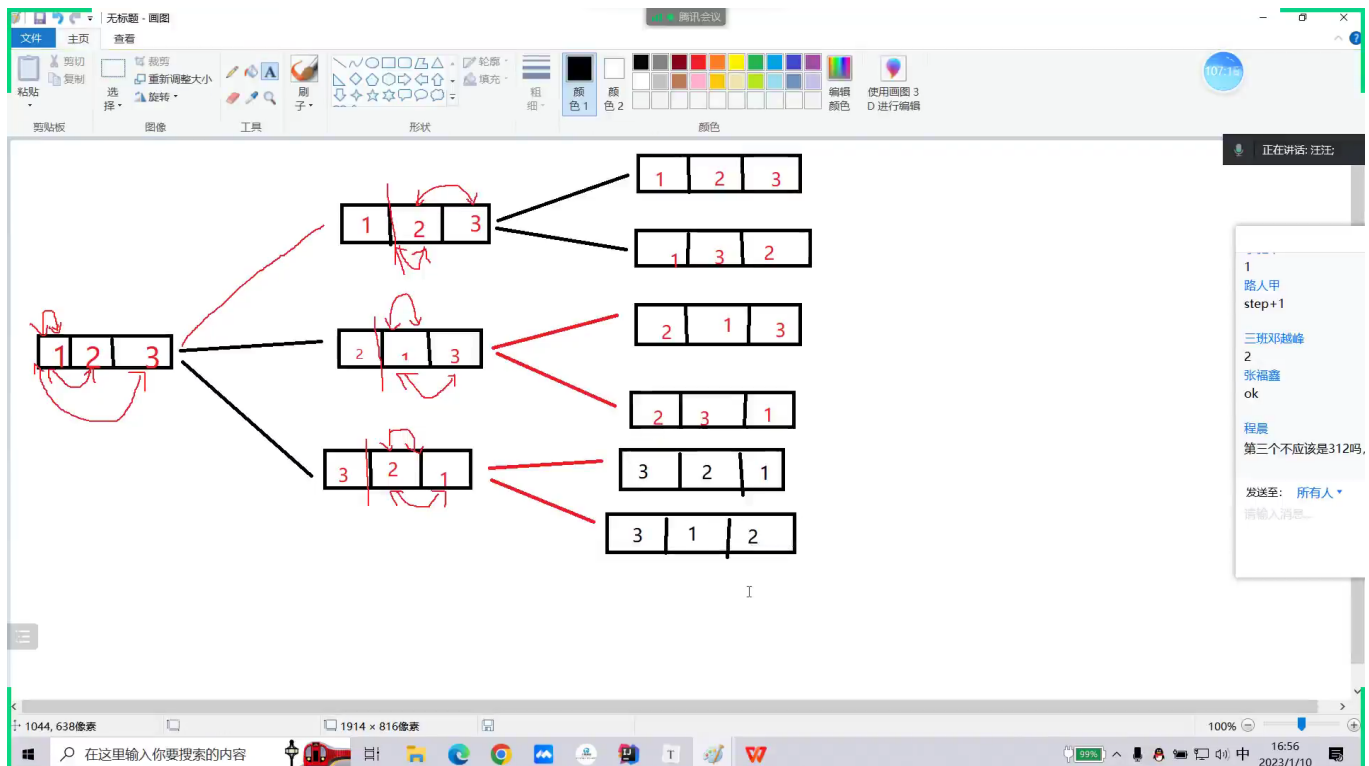 无标题 - 画图
腾讯会议
文件 主页 查看
粘贴 剪切 复制 选择 裁剪 重新调整大小 旋转 刷子 轮廓 填充 粗细 颜色 1 颜色 2 编辑颜色 使用画图 3D 进行编辑
剪贴板 图像 工具 形状 颜色
107:15
正在讲话: 汪汪;
1 2 3
1 2 3
1 3 2
1 2 3
2 1 3
2 1 3
2 3 1
3 2 1
3 2 1
3 1 2
1
路人甲
step+1
三班邓越峰
2
张福鑫
ok
程晨
第三个不应该是312吗,
发送至: 所有人
请输入消息...
1044, 638像素 1914 × 816像素 100%
在这里输入你要搜索的内容
99% 中 16:56
2023/1/10